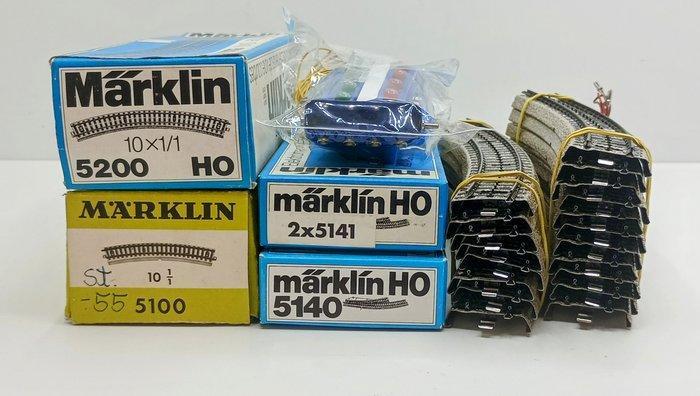 Märklin
10×1/1
5200 HO
MÄRKLIN
st. 10 1/1
-.55 5100
märklin
märklin HO
2x5141
märklin HO
5140